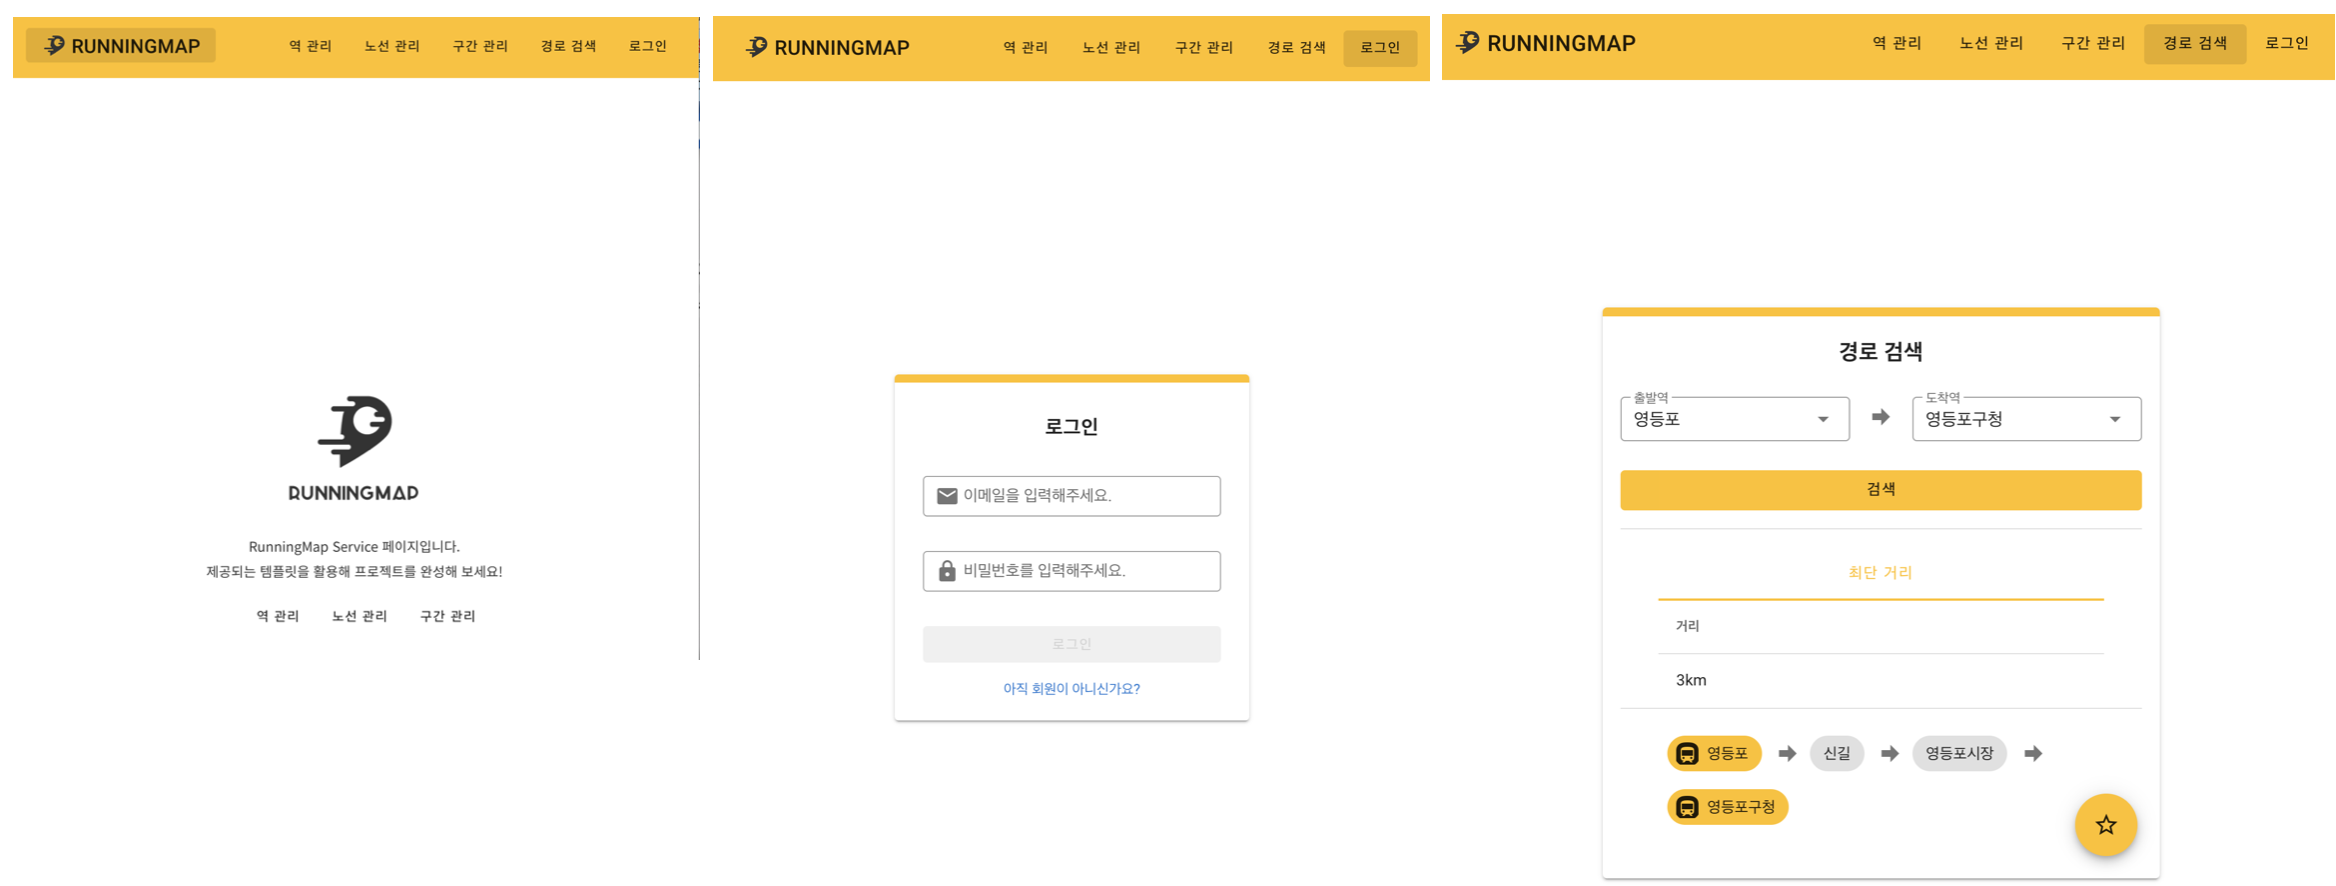 RUNNINGMAP 역 관리 노선 관리 구간 관리 경로 검색 로그인
RUNNINGMAP
RunningMap Service 페이지입니다.
제공되는 템플릿을 활용해 프로젝트를 완성해 보세요!
역 관리 노선 관리 구간 관리
RUNNINGMAP 역 관리 노선 관리 구간 관리 경로 검색 로그인
로그인
이메일을 입력해주세요.
비밀번호를 입력해주세요.
로그인
아직 회원이 아니신가요?
RUNNINGMAP 역 관리 노선 관리 구간 관리 경로 검색 로그인
경로 검색
출발역 도착역
영등포 영등포구청
검색
최단 거리
거리
3km
영등포 신길 영등포시장
영등포구청